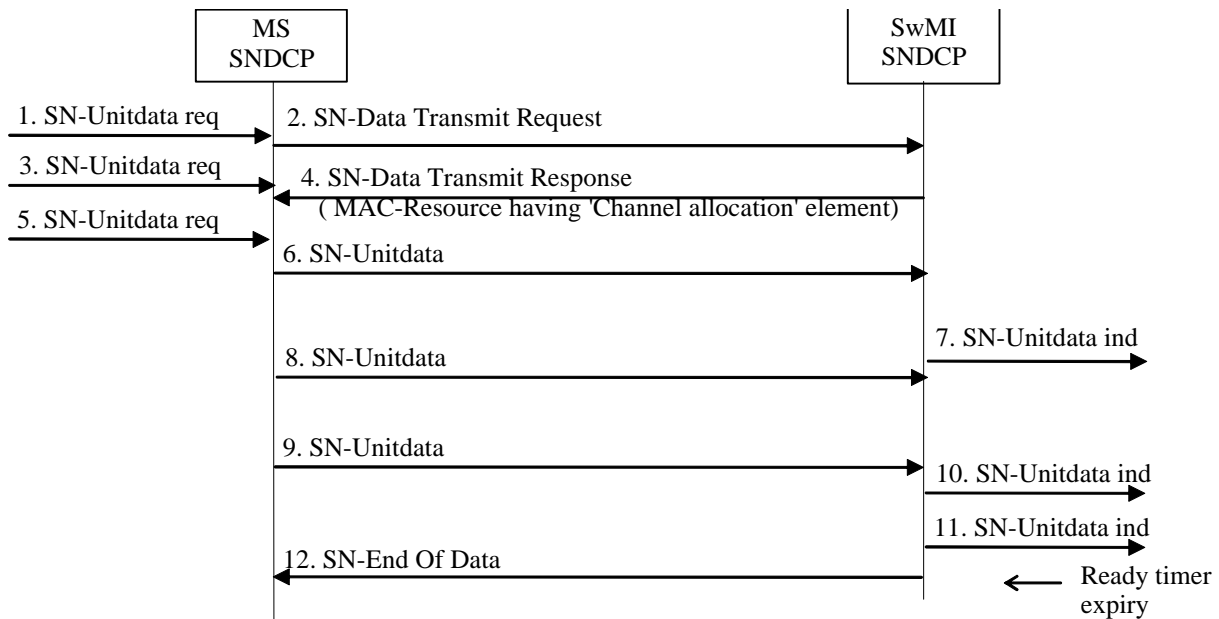 MS
SNDCP
SwMI
SNDCP
1. SN-Unitdata req
2. SN-Data Transmit Request
3. SN-Unitdata req
4. SN-Data Transmit Response
( MAC-Resource having 'Channel allocation' element)
5. SN-Unitdata req
6. SN-Unitdata
7. SN-Unitdata ind
8. SN-Unitdata
9. SN-Unitdata
10. SN-Unitdata ind
11. SN-Unitdata ind
12. SN-End Of Data
Ready timer
expiry